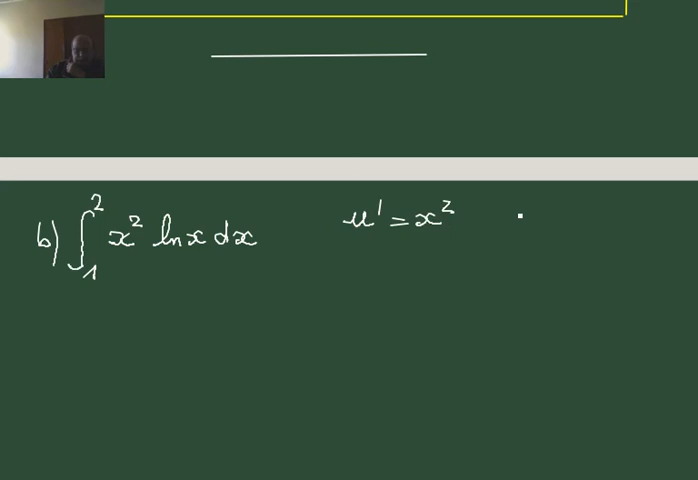 b) ∫₁² x² ln x dx    u' = x²